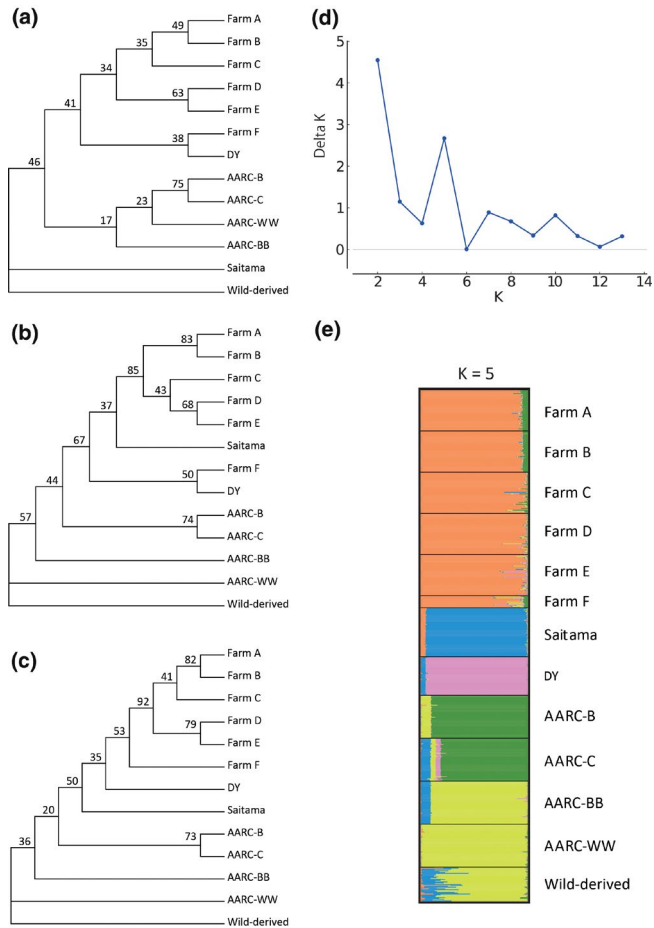 (a)
49
Farm A
Farm B
35
Farm C
34
63
Farm D
Farm E
41
38
Farm F
DY
46
75
AARC-B
AARC-C
23
AARC-WW
17
AARC-BB
Saitama
Wild-derived
(b)
83
Farm A
Farm B
85
43
Farm C
68
Farm D
Farm E
37
Saitama
67
50
Farm F
DY
44
74
AARC-B
AARC-C
57
AARC-BB
AARC-WW
Wild-derived
(c)
82
Farm A
Farm B
41
Farm C
92
79
Farm D
Farm E
53
Farm F
35
DY
50
Saitama
20
73
AARC-B
AARC-C
36
AARC-BB
AARC-WW
Wild-derived
(d)
5
4
3
2
1
0
Delta K
2 4 6 8 10 12 14
K
(e)
K = 5
Farm A
Farm B
Farm C
Farm D
Farm E
Farm F
Saitama
DY
AARC-B
AARC-C
AARC-BB
AARC-WW
Wild-derived